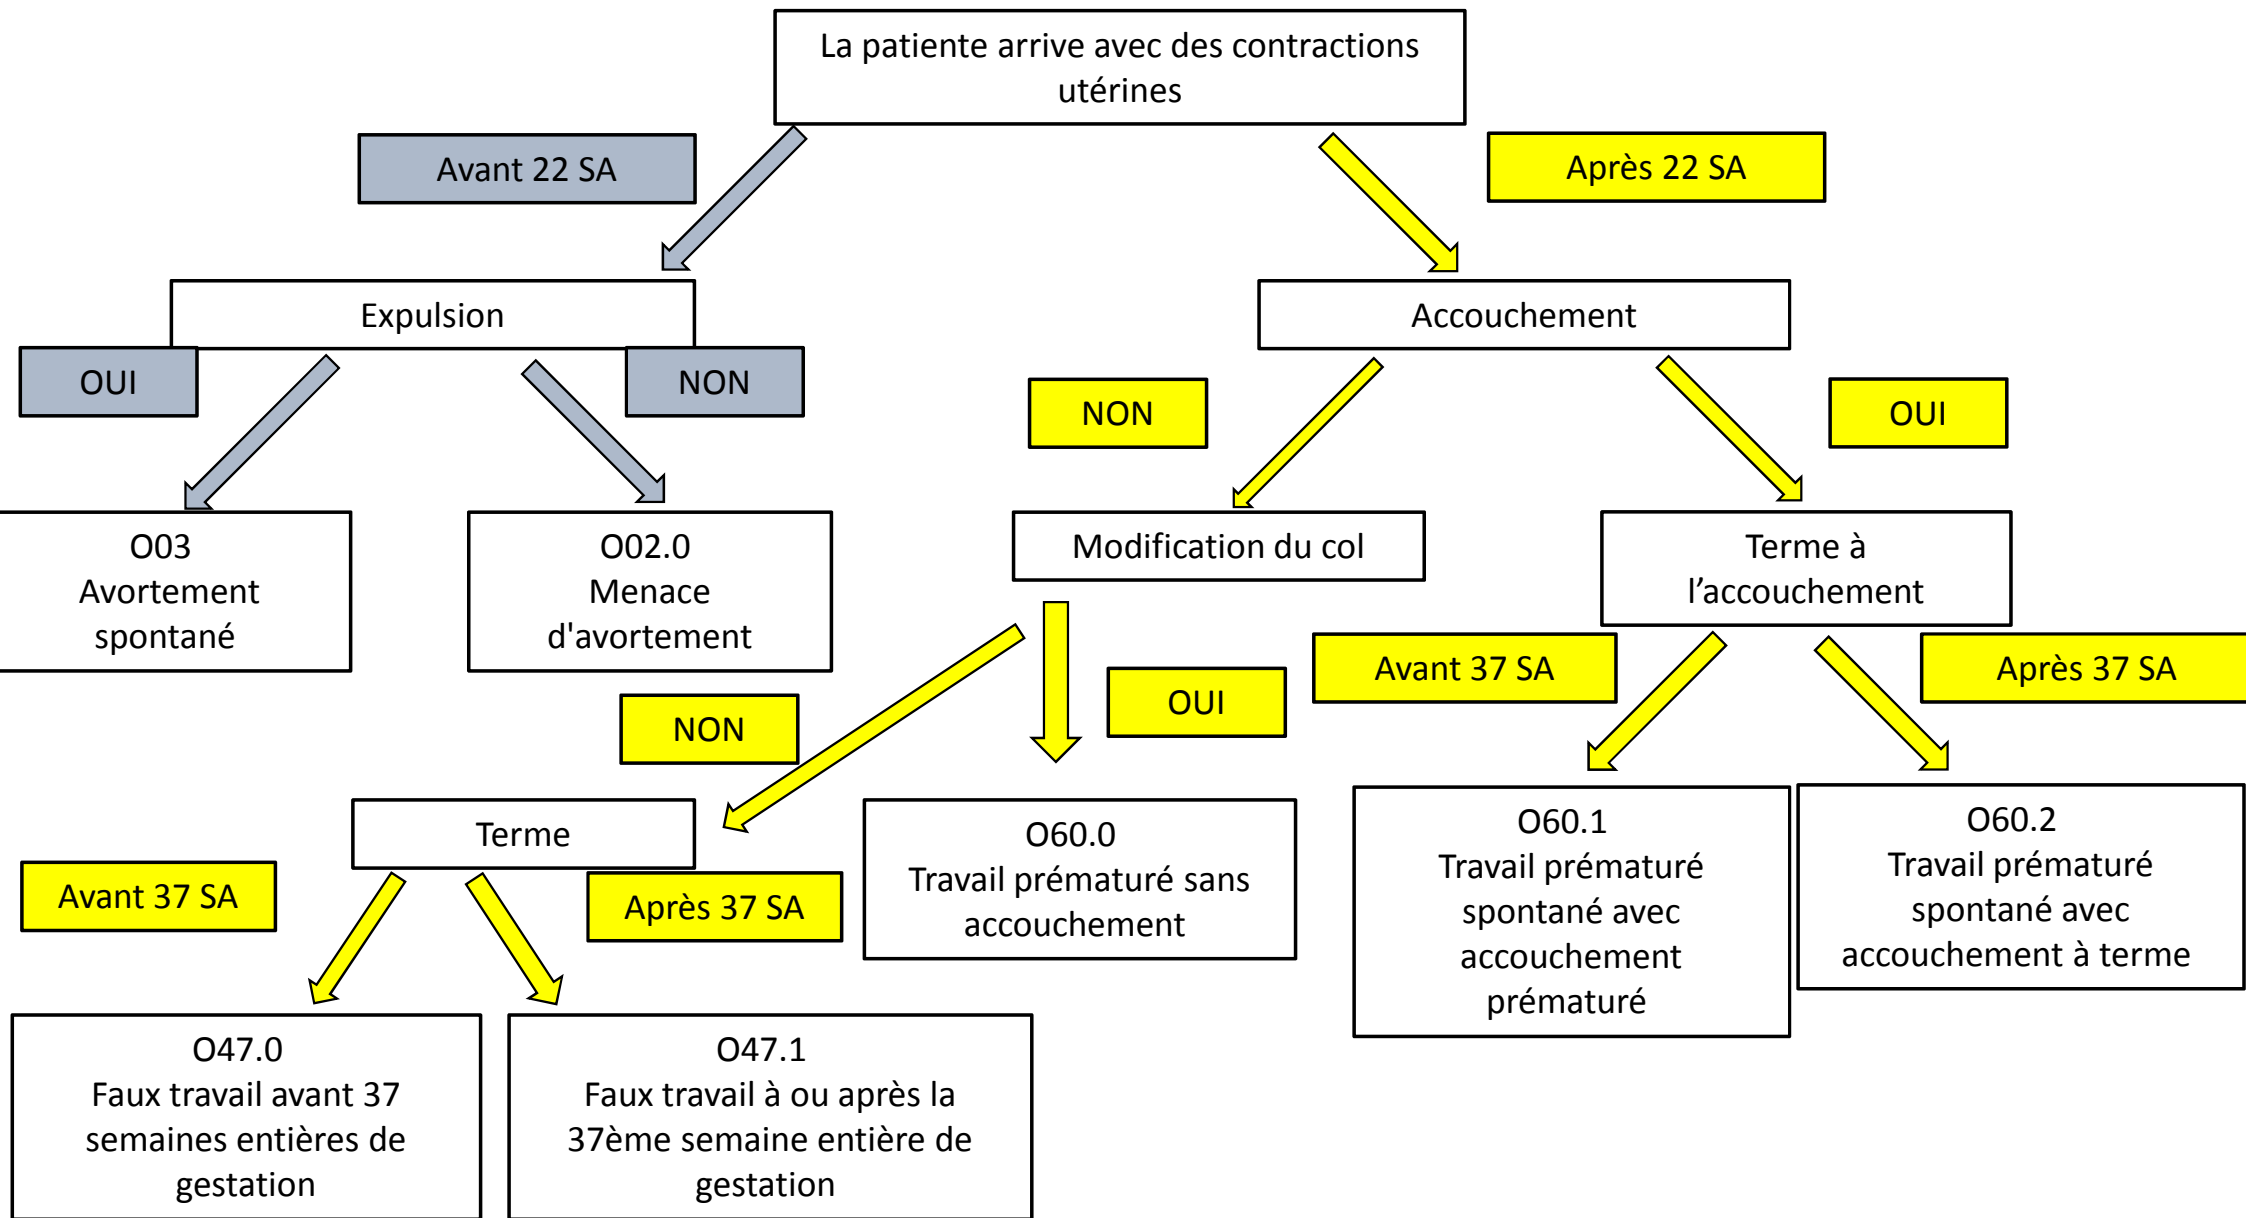 La patiente arrive avec des contractions
utérines
Avant 22 SA
Après 22 SA
Expulsion
Accouchement
OUI
NON
NON
OUI
O03
Avortement
spontané
O02.0
Menace
d'avortement
Modification du col
Terme à
l’accouchement
NON
OUI
Avant 37 SA
Après 37 SA
Terme
O60.0
Travail prématuré sans
accouchement
O60.1
Travail prématuré
spontané avec
accouchement
prématuré
O60.2
Travail prématuré
spontané avec
accouchement à terme
Avant 37 SA
Après 37 SA
O47.0
Faux travail avant 37
semaines entières de
gestation
O47.1
Faux travail à ou après la
37ème semaine entière de
gestation